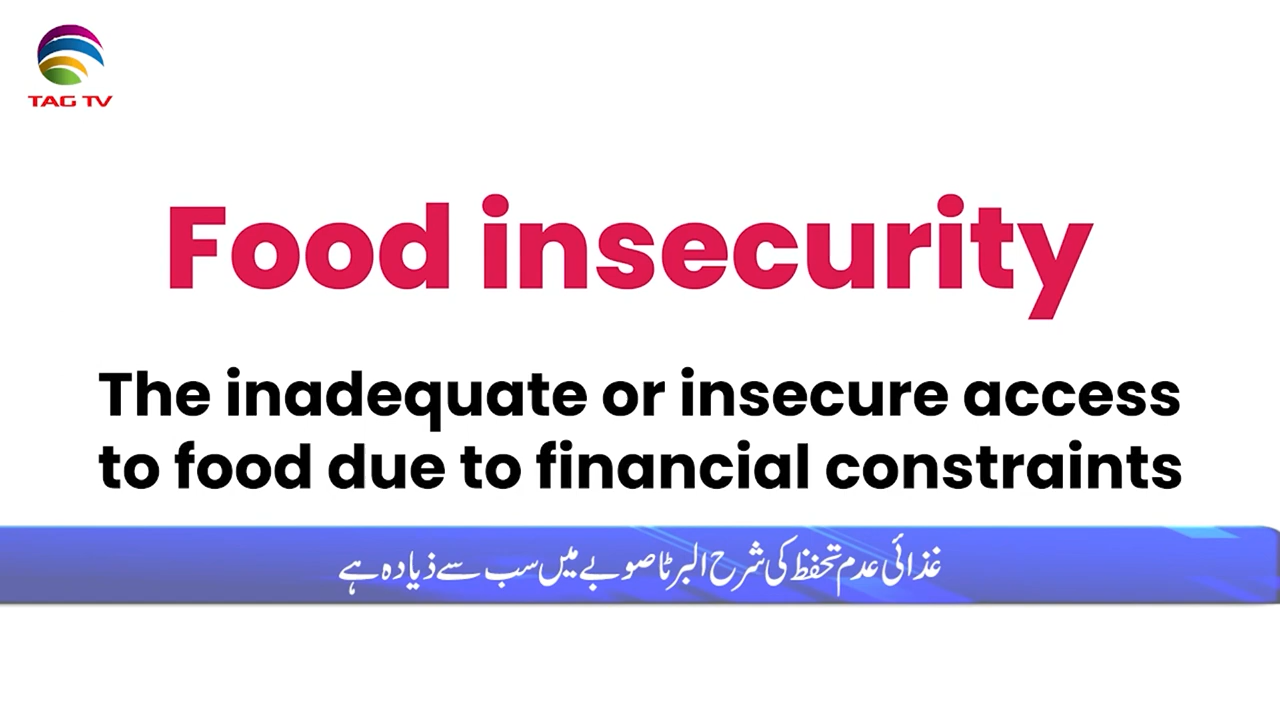 TAG TV
Food insecurity
The inadequate or insecure access
to food due to financial constraints
غذائی عدم تحفظ کی شرح البرٹا صوبے میں سب سے ذیادہ ہے